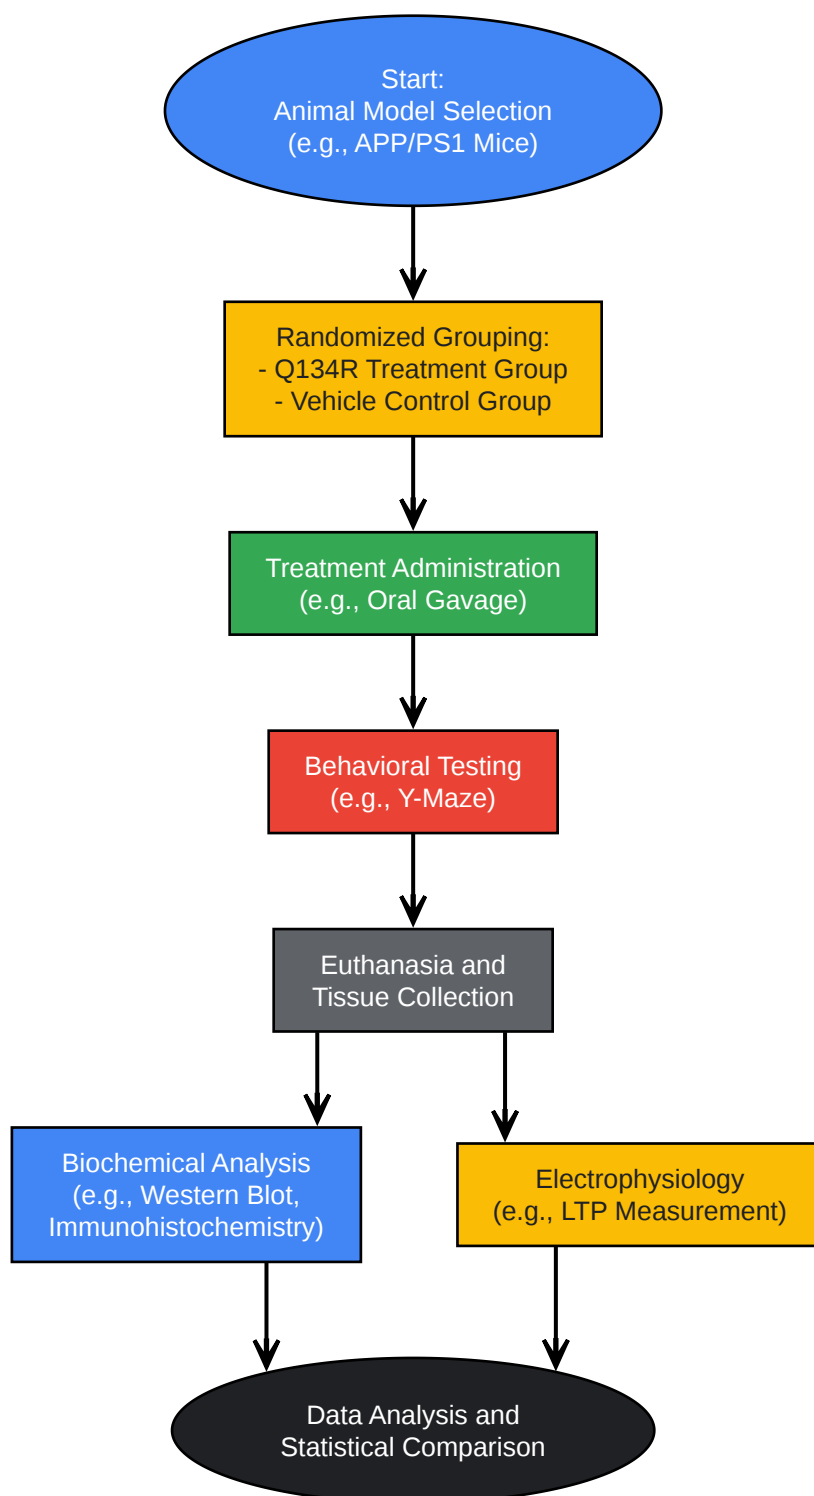 Start:
Animal Model Selection
(e.g., APP/PS1 Mice)
Randomized Grouping:
- Q134R Treatment Group
- Vehicle Control Group
Treatment Administration
(e.g., Oral Gavage)
Behavioral Testing
(e.g., Y-Maze)
Euthanasia and
Tissue Collection
Biochemical Analysis
(e.g., Western Blot,
Immunohistochemistry)
Electrophysiology
(e.g., LTP Measurement)
Data Analysis and
Statistical Comparison